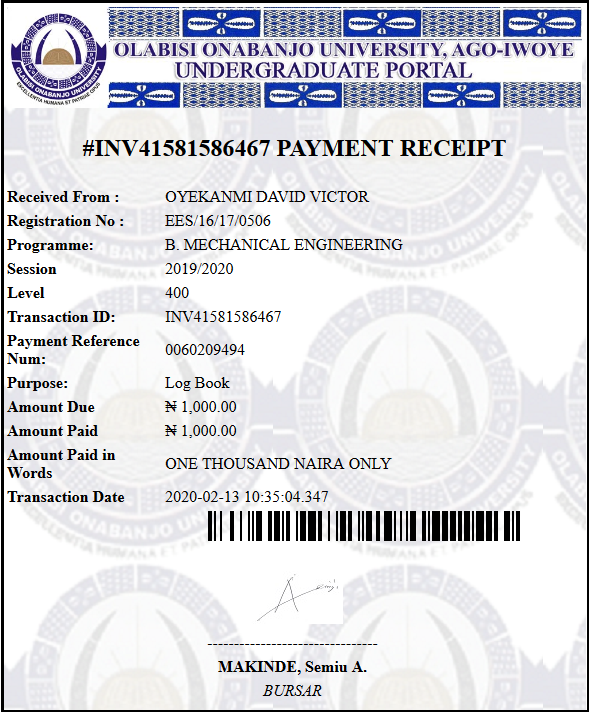 OLABISI ONABANJO UNIVERSITY, AGO-IWOYE
UNDERGRADUATE PORTAL
OLABISI ONABANJO UNIVERSITY
EXCELLENTIA HUMANA ET PATRIAE OPUS
#INV41581586467 PAYMENT RECEIPT
Received From : OYEKANMI DAVID VICTOR
Registration No : EES/16/17/0506
Programme: B. MECHANICAL ENGINEERING
Session 2019/2020
Level 400
Transaction ID: INV41581586467
Payment Reference
Num: 0060209494
Purpose: Log Book
Amount Due ₦ 1,000.00
Amount Paid ₦ 1,000.00
Amount Paid in
Words ONE THOUSAND NAIRA ONLY
Transaction Date 2020-02-13 10:35:04.347
--------------------------------
MAKINDE, Semiu A.
BURSAR